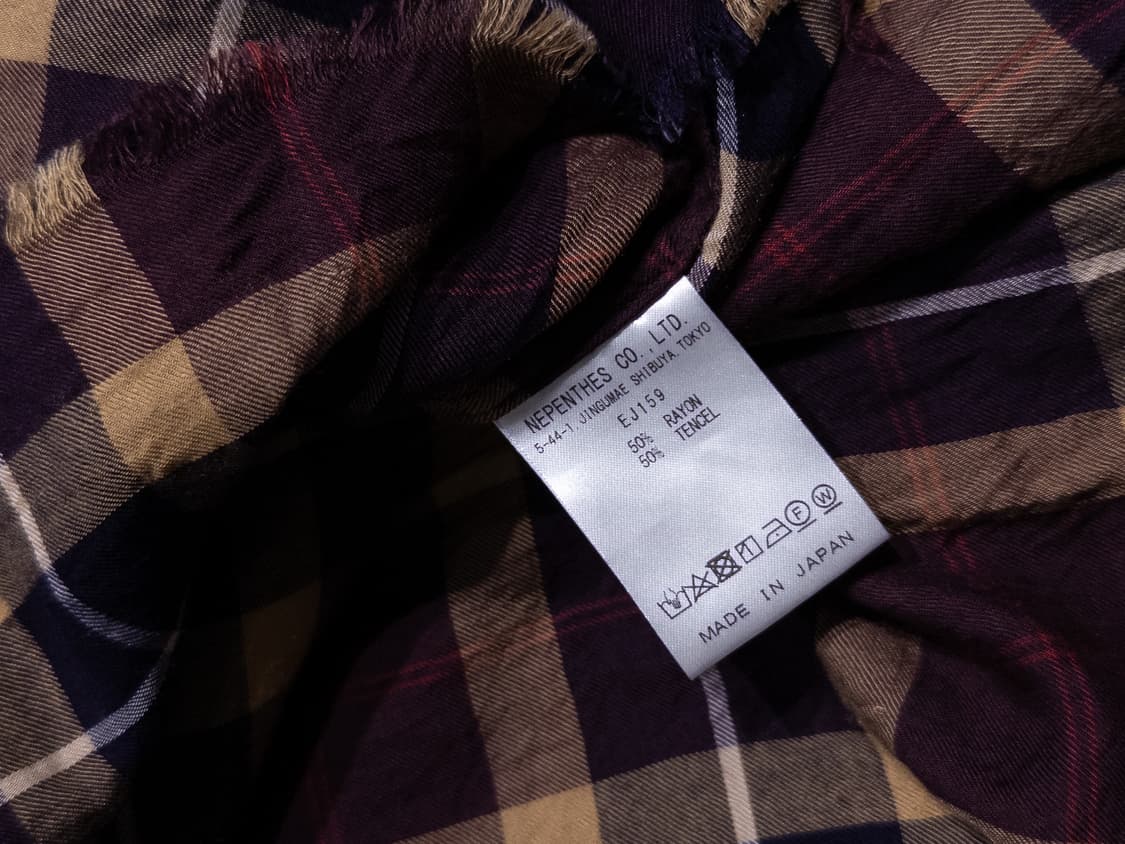 NEPENTHES CO.,LTD.
5-44-1, JINGUMAE SHIBUYA, TOKYO
EJ159
50% RAYON
50% TENCEL
F W
MADE IN JAPAN